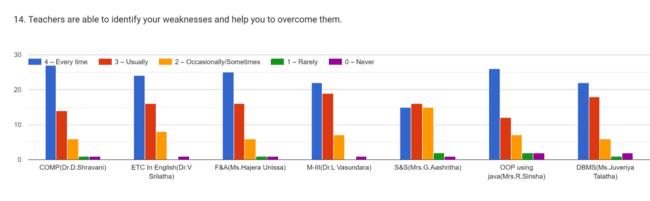 14. Teachers are able to identify your weaknesses and help you to overcome them.
30
4 – Every time 3 – Usually 2 – Occasionally/Sometimes 1 – Rarely 0 – Never
20
10
0
COMP(Dr.D.Shravani) ETC In English(Dr.V F&A(Ms.Hajera Unissa) M-III(Dr.L Vasundara) S&S(Mrs.G.Aashritha) OOP using DBMS(Ms.Juveriya
Srilatha) java(Mrs.R.Sirisha) Talatha)